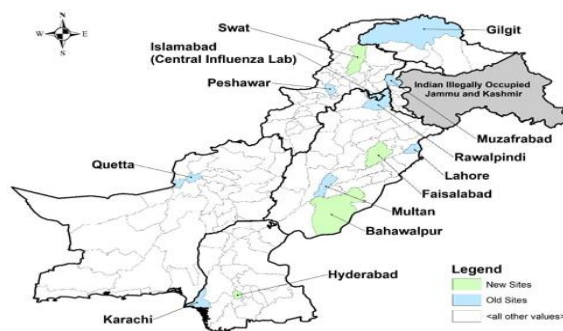 N
W
E
S
Swat
Gilgit
Islamabad
(Central Influenza Lab)
Peshawar
Indian Illegally Occupied
Jammu and Kashmir
Muzafrabad
Rawalpindi
Quetta
Lahore
Faisalabad
Multan
Bahawalpur
Hyderabad
Karachi
Legend
New Sites
Old Sites
<all other values>